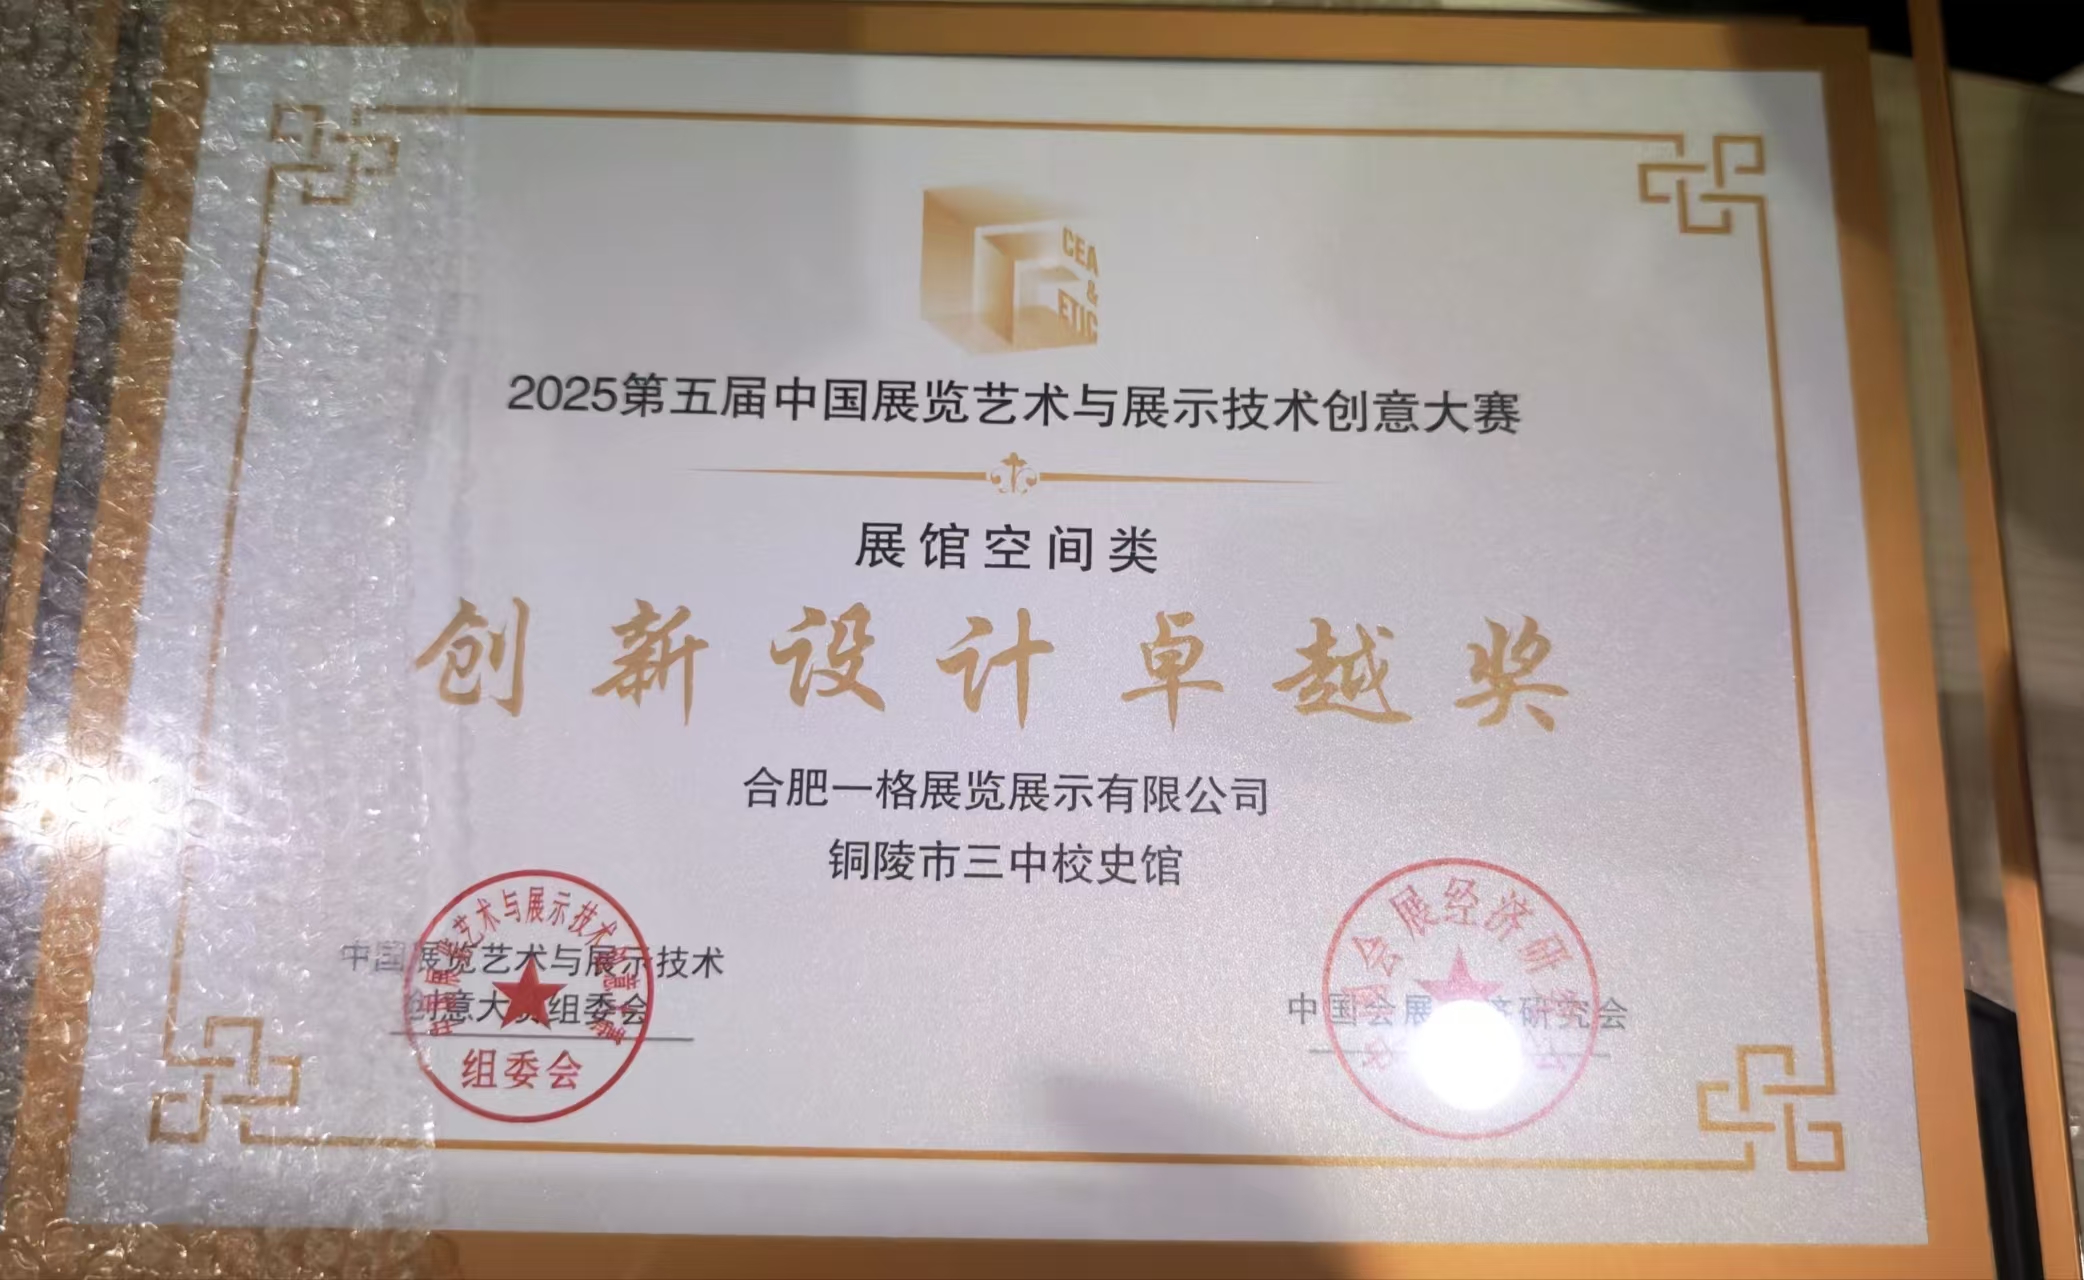 CEA
&
ETIC
2025第五届中国展览艺术与展示技术创意大赛
展馆空间类
创新设计卓越奖
合肥一格展览展示有限公司
铜陵市三中校史馆
中国展览艺术与展示技术
创意大赛组委会
组委会
中国会展经济研究会